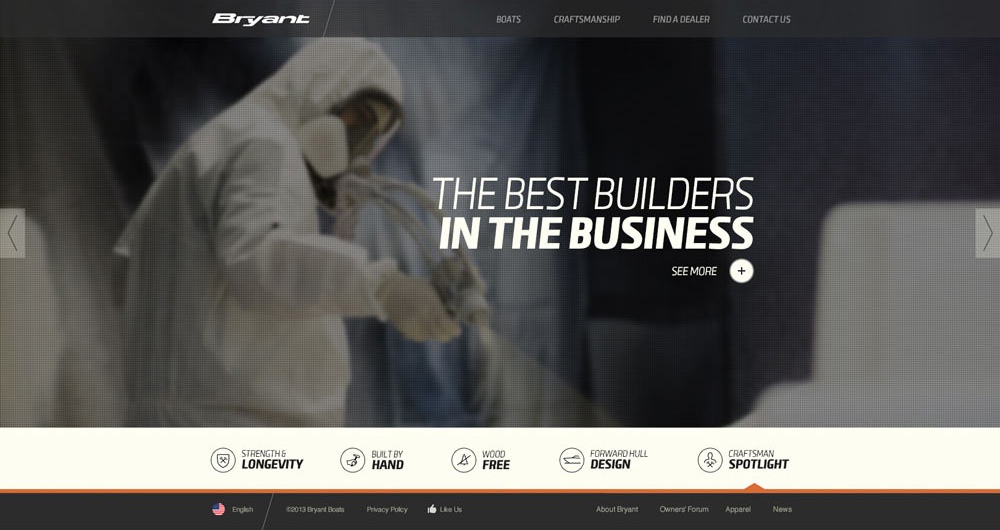 Bryant
BOATS
CRAFTSMANSHIP
FIND A DEALER
CONTACT US
THE BEST BUILDERS
IN THE BUSINESS
SEE MORE
STRENGTH &
LONGEVITY
BUILT BY
HAND
WOOD
FREE
FORWARD HULL
DESIGN
CRAFTSMAN
SPOTLIGHT
English
©2013 Bryant Boats
Privacy Policy
Like Us
About Bryant
Owners' Forum
Apparel
News